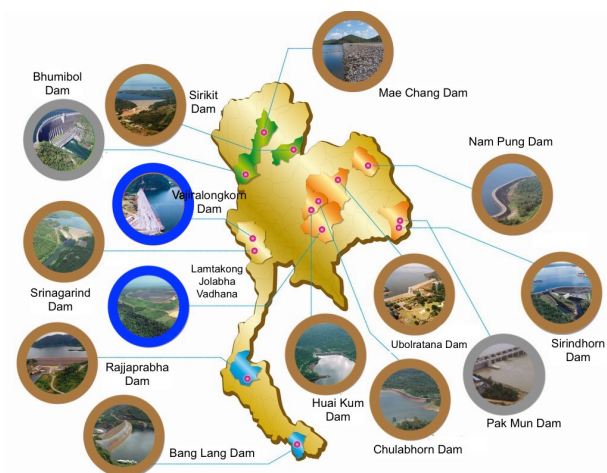 Mae Chang Dam
Bhumibol
Dam
Sirikit
Dam
Nam Pung Dam
Vajiralongkorn
Dam
Srinagarind
Dam
Lamtakong
Jolabha
Vadhana
Ubolratana Dam
Sirindhorn
Dam
Rajjaprabha
Dam
Huai Kum
Dam
Pak Mun Dam
Chulabhorn Dam
Bang Lang Dam